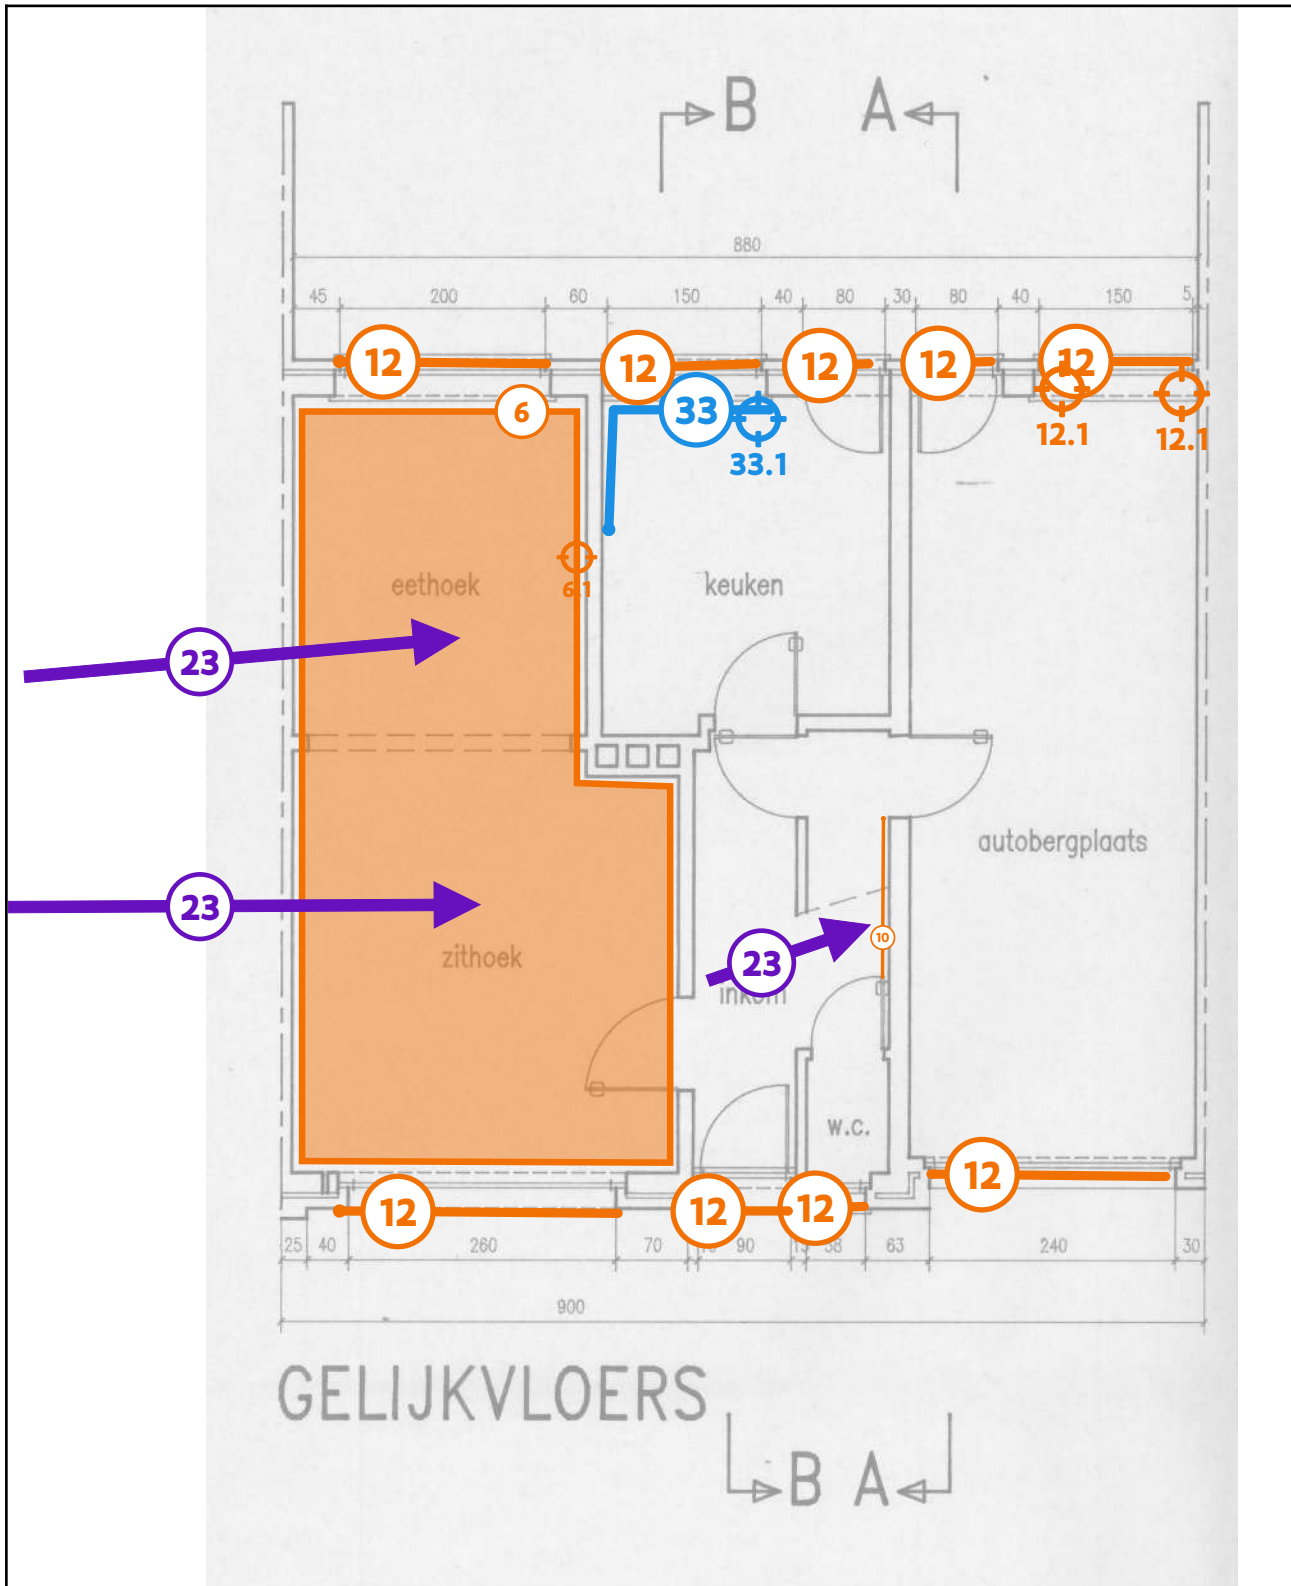 B A
880
45 200 60 150 40 80 30 80 40 150 5
12 12 12 12 12
6 33
33.1 12.1 12.1
eethoek 6.1 keuken
23
autobergplaats
23
zithoek 23 10
inkom
w.c.
12 12 12 12
25 40 260 70 90 63 240 30
900
GELIJKVLOERS
B A